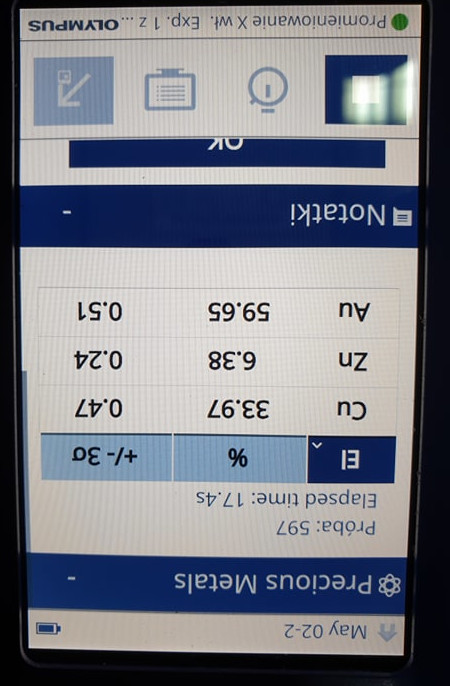 May 02-2
Precious Metals -
Próba: 597
Elapsed time: 17.4s
El % +/- 3σ
Cu 33.97 0.47
Zn 6.38 0.24
Au 59.65 0.51
Notatki -
OK
Promieniowanie X wł. Exp. 1 z ... OLYMPUS